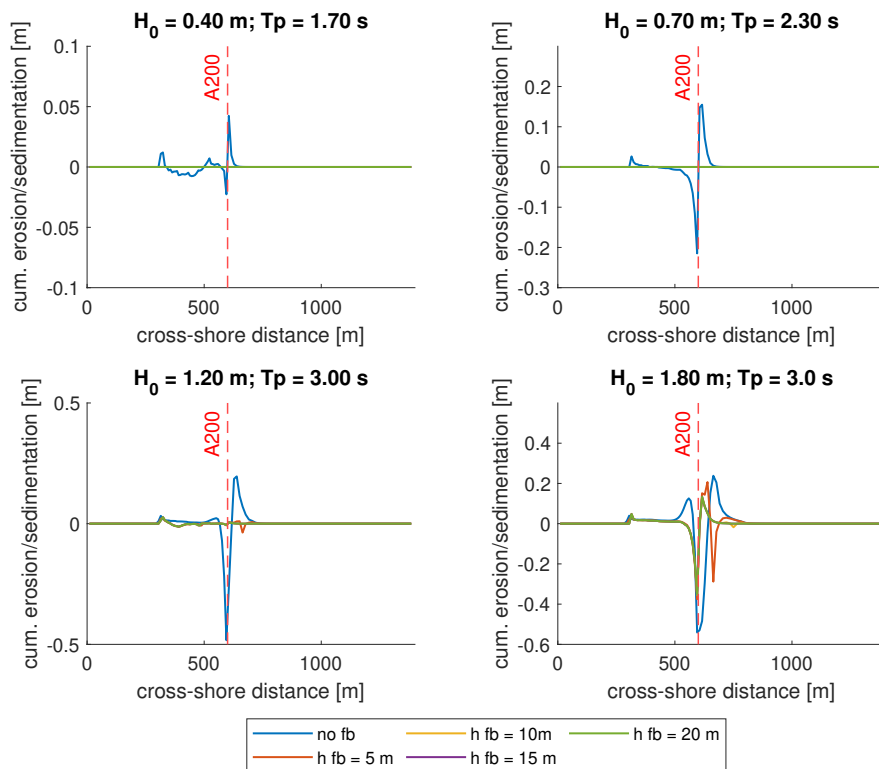 H_0 = 0.40 m; Tp = 1.70 s
cum. erosion/sedimentation [m]
0.1
0.05
0
-0.05
-0.1
A200
0
500
1000
cross-shore distance [m]
H_0 = 0.70 m; Tp = 2.30 s
cum. erosion/sedimentation [m]
0.2
0.1
0
-0.1
-0.2
-0.3
A200
0
500
1000
cross-shore distance [m]
H_0 = 1.20 m; Tp = 3.00 s
cum. erosion/sedimentation [m]
0.5
0
-0.5
A200
0
500
1000
cross-shore distance [m]
H_0 = 1.80 m; Tp = 3.0 s
cum. erosion/sedimentation [m]
0.4
0.2
0
-0.2
-0.4
-0.6
A200
0
500
1000
cross-shore distance [m]
no fb
h fb = 10m
h fb = 20 m
h fb = 5 m
h fb = 15 m